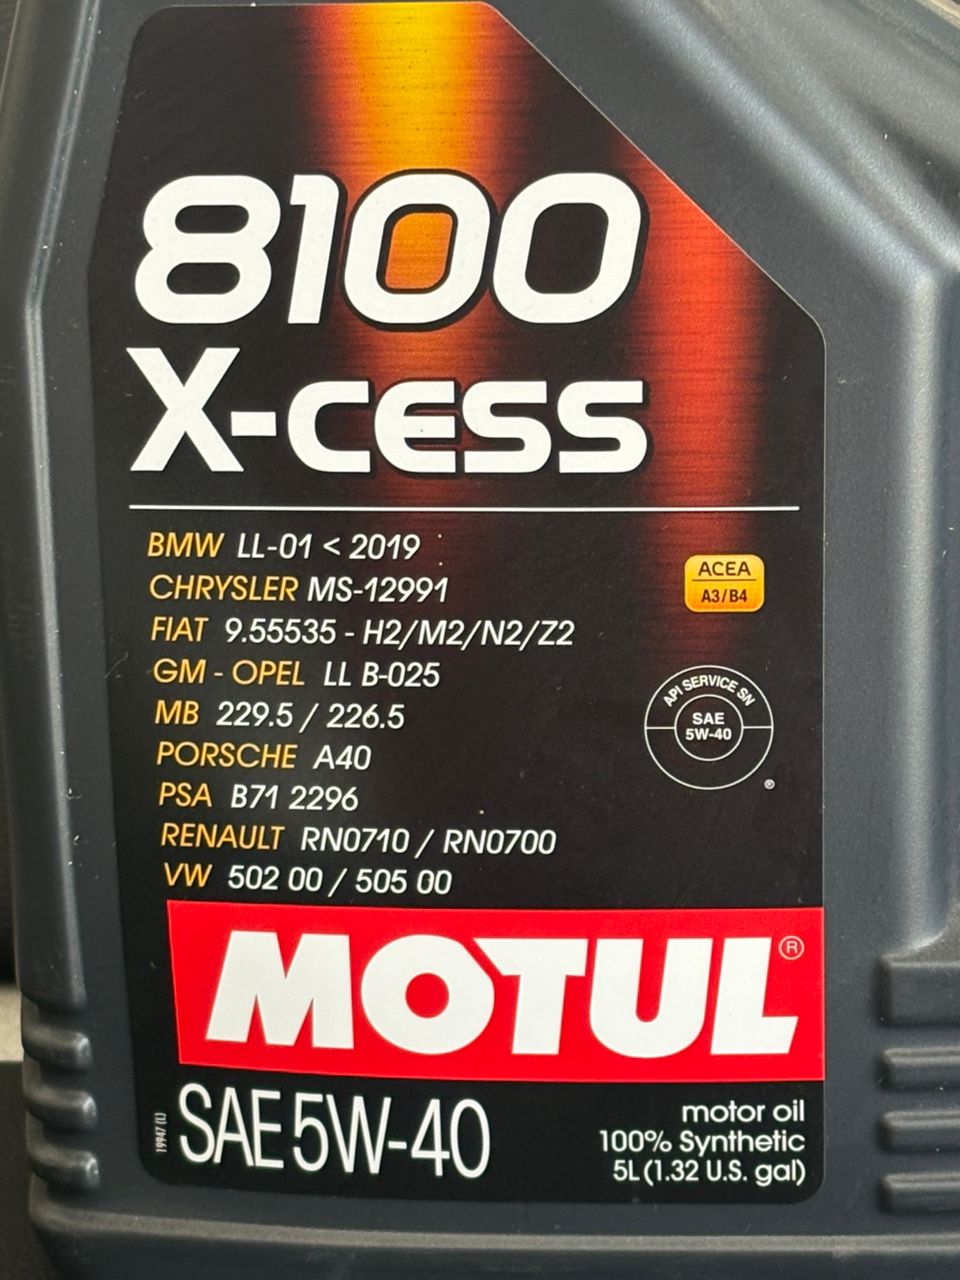 8100
X-CESS
BMW LL-01 < 2019
CHRYSLER MS-12991
FIAT 9.55535 - H2/M2/N2/Z2
GM - OPEL LL B-025
MB 229.5 / 226.5
PORSCHE A40
PSA B71 2296
RENAULT RN0710 / RN0700
VW 502 00 / 505 00
ACEA
A3/B4
API SERVICE SN
SAE
5W-40
®
MOTUL®
SAE 5W-40
19947 (1)
motor oil
100% Synthetic
5L (1.32 U.S. gal)